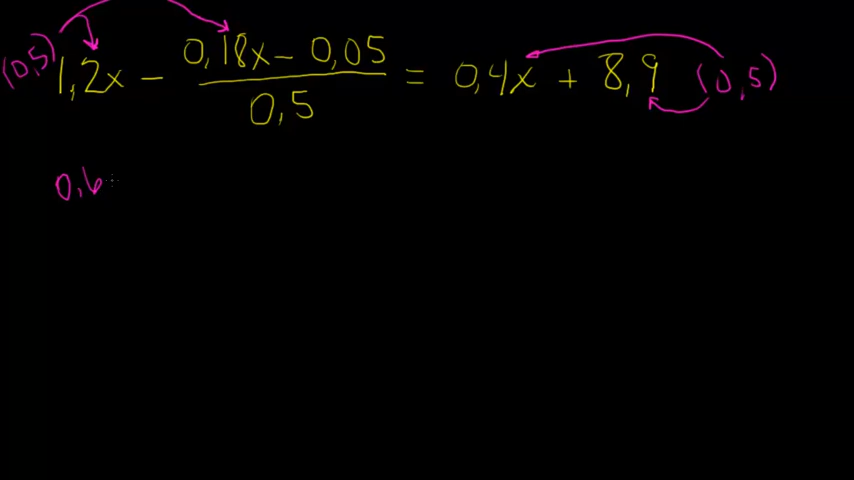 (0,5) 1,2x − (0,18x − 0,05)/0,5 = 0,4x + 8,9 (0,5)
0,6